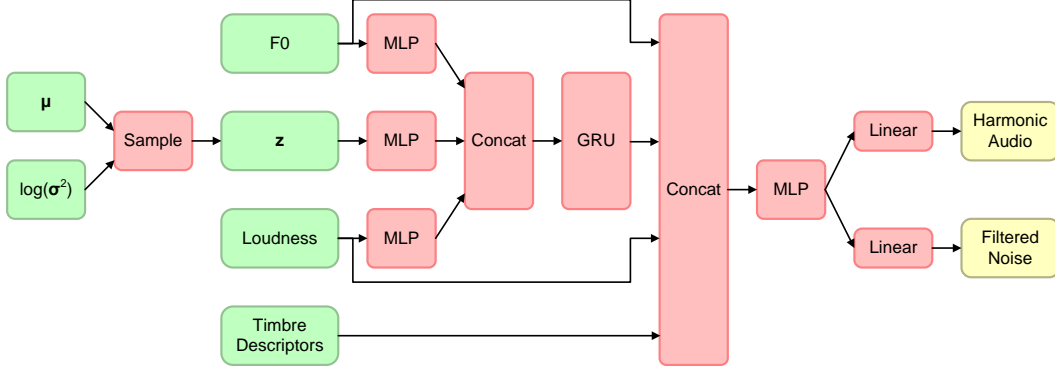 F0
MLP
μ
log(σ²)
Sample
z
MLP
Concat
GRU
Loudness
MLP
Timbre
Descriptors
Concat
MLP
Linear
Harmonic
Audio
Linear
Filtered
Noise